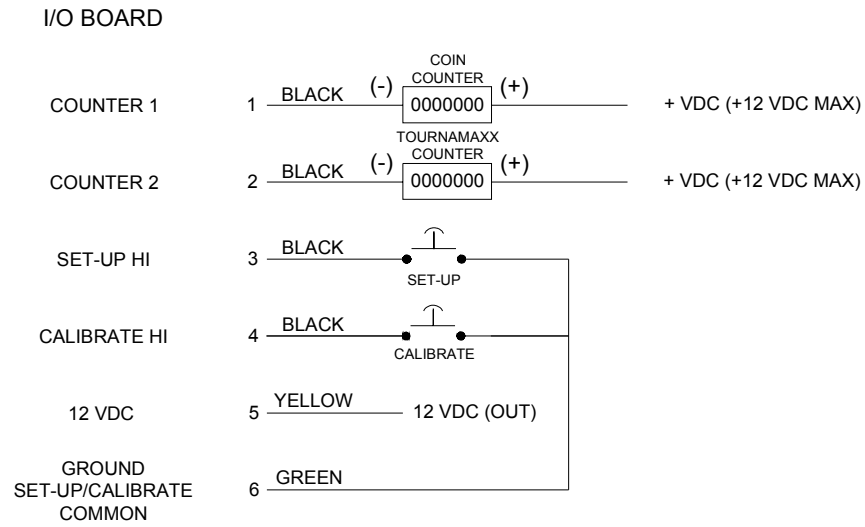 I/O BOARD
COIN
COUNTER
COUNTER 1 1 BLACK (-) 0000000 (+) + VDC (+12 VDC MAX)
TOURNAMAXX
COUNTER
COUNTER 2 2 BLACK (-) 0000000 (+) + VDC (+12 VDC MAX)
SET-UP HI 3 BLACK
SET-UP
CALIBRATE HI 4 BLACK
CALIBRATE
12 VDC 5 YELLOW 12 VDC (OUT)
GROUND
SET-UP/CALIBRATE 6 GREEN
COMMON